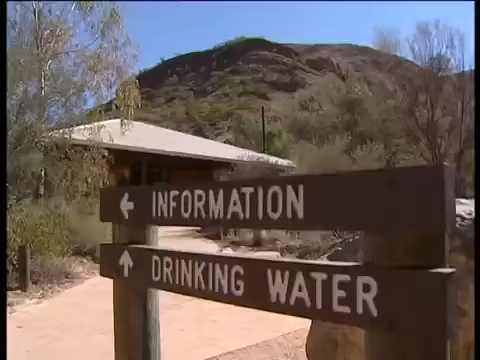 ← INFORMATION
↑ DRINKING WATER